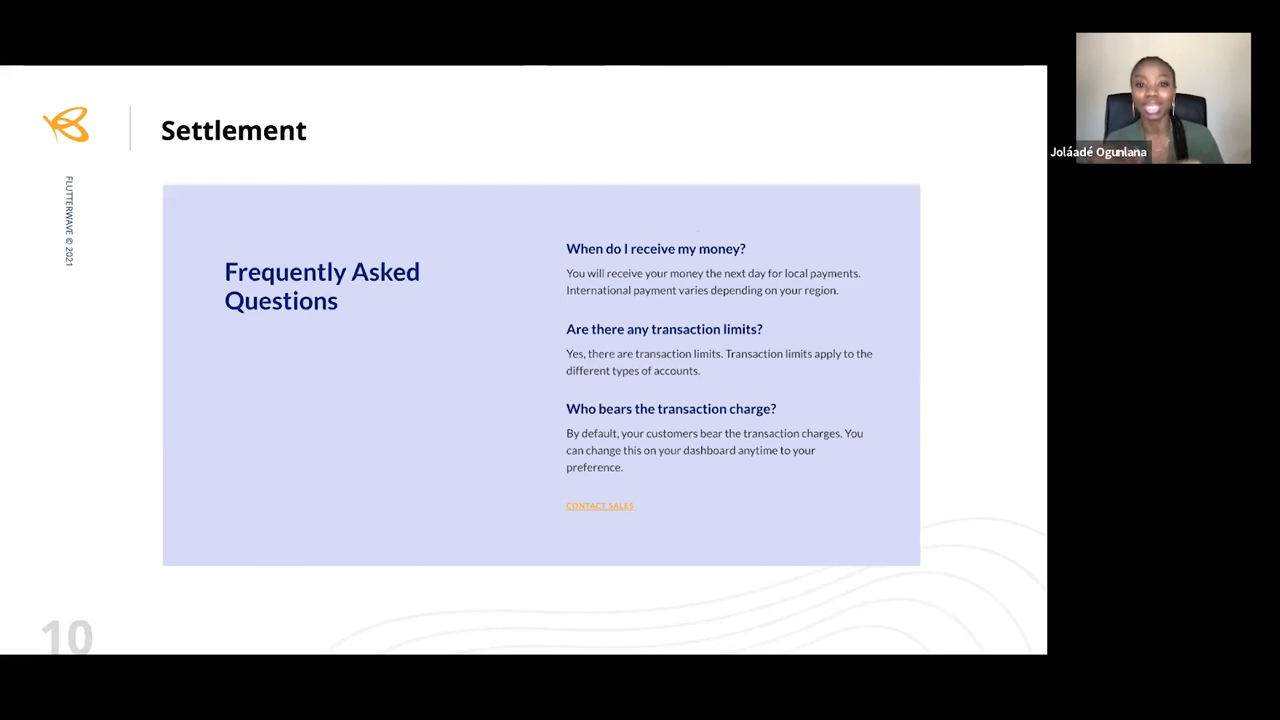 Settlement
FLUTTERWAVE © 2021
Frequently Asked
Questions
When do I receive my money?
You will receive your money the next day for local payments.
International payment varies depending on your region.
Are there any transaction limits?
Yes, there are transaction limits. Transaction limits apply to the
different types of accounts.
Who bears the transaction charge?
By default, your customers bear the transaction charges. You
can change this on your dashboard anytime to your
preference.
CONTACT SALES
10
Joláadé Ogunlana